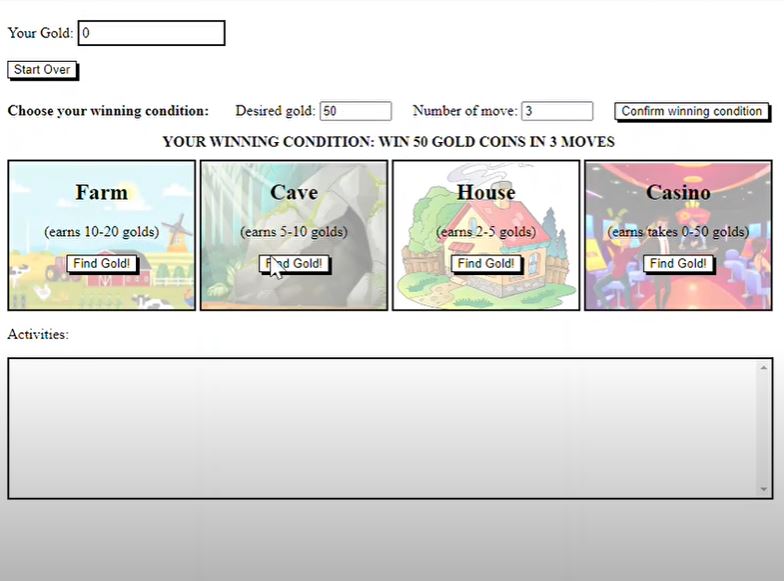 Your Gold: 0
Start Over
Choose your winning condition: Desired gold: 50 Number of move: 3 Confirm winning condition
YOUR WINNING CONDITION: WIN 50 GOLD COINS IN 3 MOVES
Farm Cave House Casino
(earns 10-20 golds) (earns 5-10 golds) (earns 2-5 golds) (earns takes 0-50 golds)
Find Gold! Find Gold! Find Gold! Find Gold!
Activities: